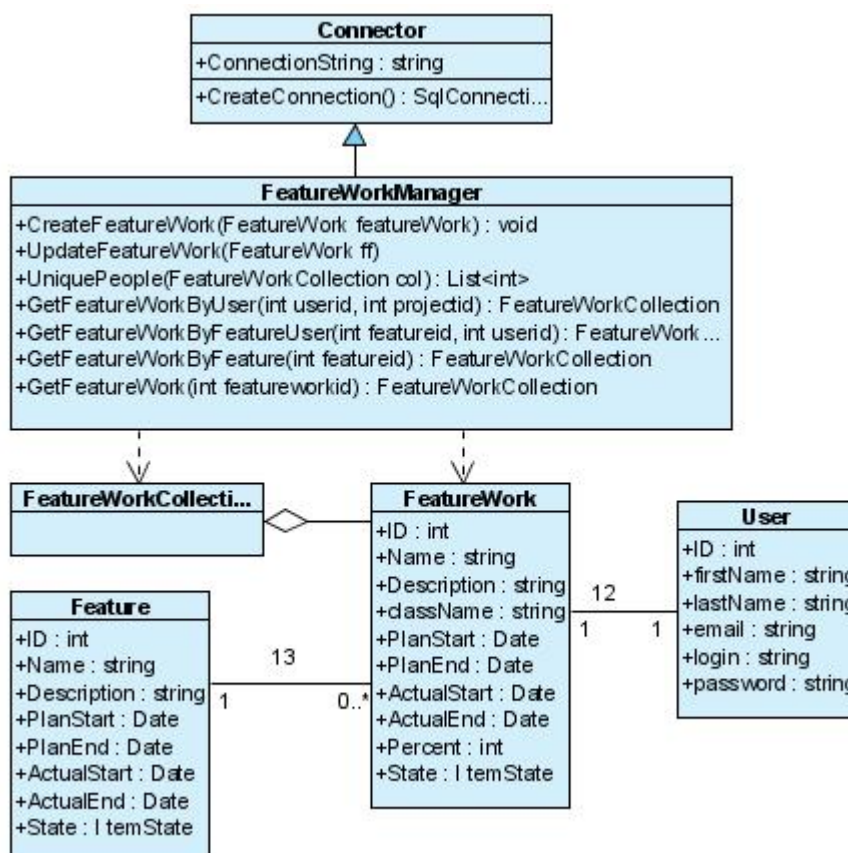 Connector
+ConnectionString : string
+CreateConnection() : SqlConnecti...
FeatureWorkManager
+CreateFeatureWork(FeatureWork featureWork) : void
+UpdateFeatureWork(FeatureWork ff)
+UniquePeople(FeatureWorkCollection col) : List<int>
+GetFeatureWorkByUser(int userid, int projectid) : FeatureWorkCollection
+GetFeatureWorkByFeatureUser(int featureid, int userid) : FeatureWork ...
+GetFeatureWorkByFeature(int featureid) : FeatureWorkCollection
+GetFeatureWork(int featureworkid) : FeatureWorkCollection
FeatureWorkCollecti...
FeatureWork
+ID : int
+Name : string
+Description : string
+className : string
+PlanStart : Date
+PlanEnd : Date
+ActualStart : Date
+ActualEnd : Date
+Percent : int
+State : ItemState
User
+ID : int
+firstName : string
+lastName : string
+email : string
+login : string
+password : string
12
1
1
Feature
+ID : int
+Name : string
+Description : string
+PlanStart : Date
+PlanEnd : Date
+ActualStart : Date
+ActualEnd : Date
+State : ItemState
13
1
0..*